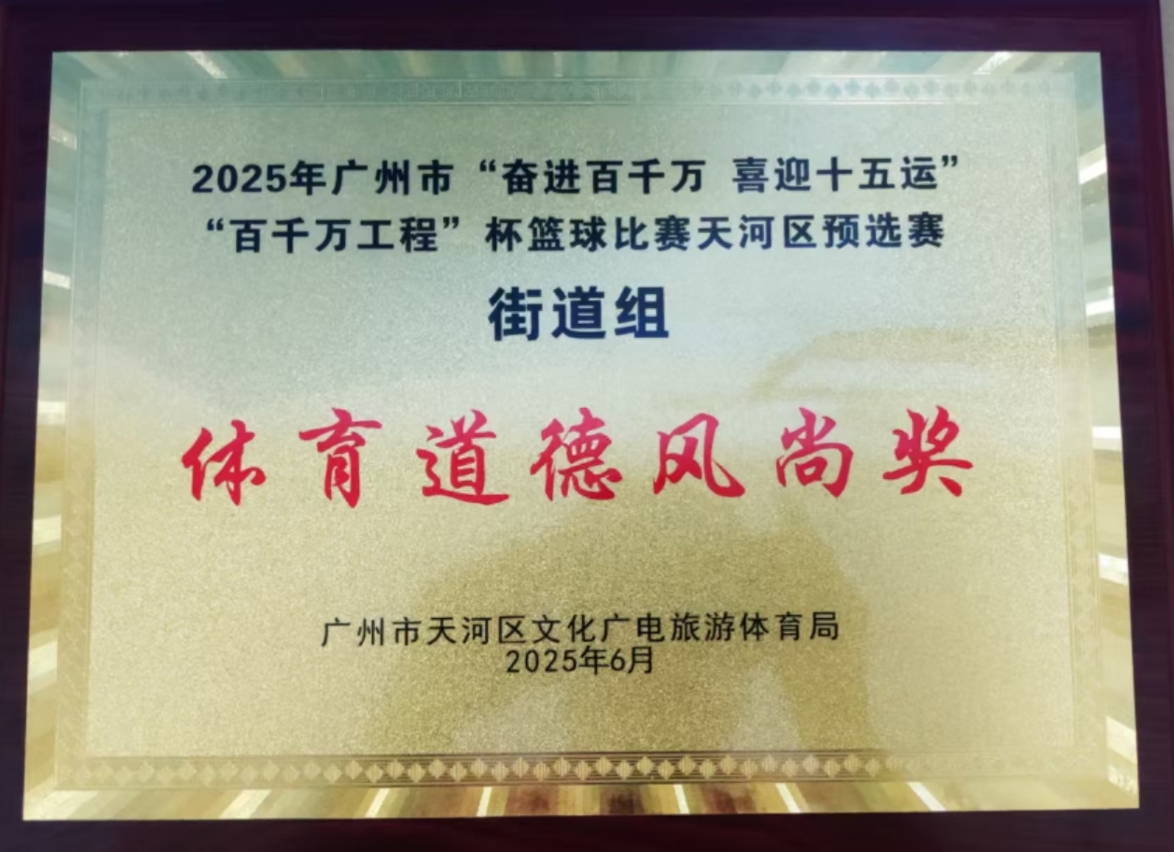 2025年广州市“奋进百千万 喜迎十五运”
“百千万工程”杯篮球比赛天河区预选赛
街道组
体育道德风尚奖
广州市天河区文化广电旅游体育局
2025年6月